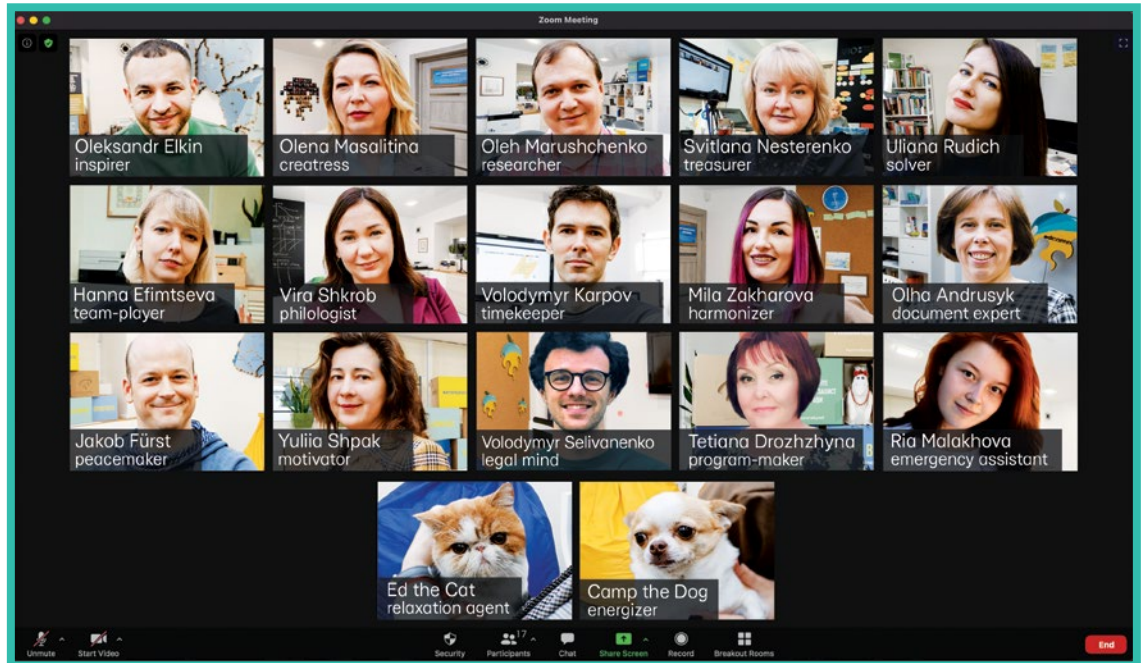 Zoom Meeting
Oleksandr Elkin
inspirer
Olena Masalitina
creatress
Oleh Marushchenko
researcher
Svitlana Nesterenko
treasurer
Uliana Rudich
solver
Hanna Efimtseva
team-player
Vira Shkrob
philologist
Volodymyr Karpov
timekeeper
Mila Zakharova
harmonizer
Olha Andrusyk
document expert
Jakob Fürst
peacemaker
Yuliia Shpak
motivator
Volodymyr Selivanenko
legal mind
Tetiana Drozhzhyna
program-maker
Ria Malakhova
emergency assistant
Ed the Cat
relaxation agent
Camp the Dog
energizer
Unmute
Start Video
Security
Participants
17
Chat
Share Screen
Record
Breakout Rooms
End